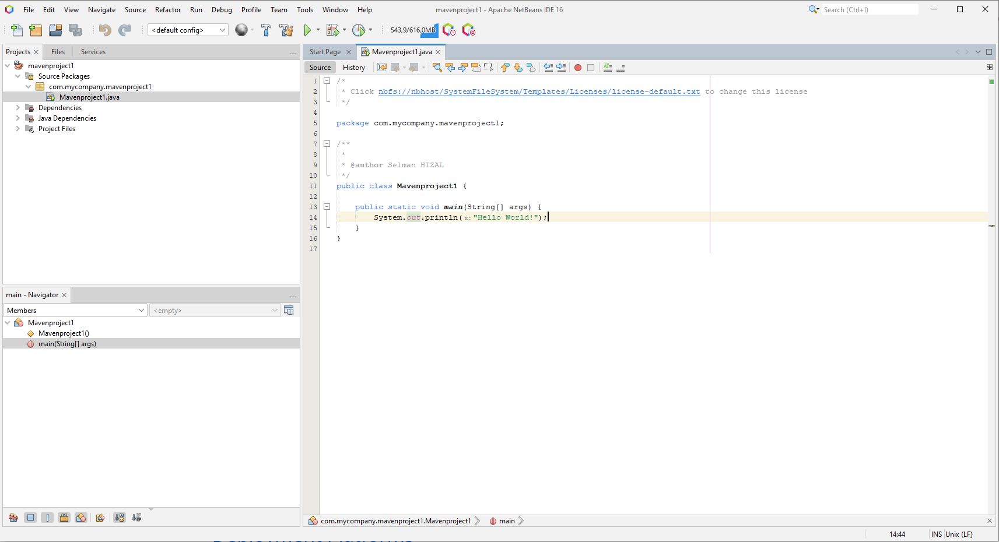 File Edit View Navigate Source Refactor Run Debug Profile Team Tools Window Help mavenproject1 - Apache NetBeans IDE 16 Search (Ctrl+I)
<default config> 543,9/616,0MB
Projects Files Services
mavenproject1
Source Packages
com.mycompany.mavenproject1
Mavenproject1.java
Dependencies
Java Dependencies
Project Files
main - Navigator
Members <empty>
Mavenproject1
Mavenproject1()
main(String[] args)
Start Page Mavenproject1.java
Source History
1 /*
2 * Click nbfs://nbhost/SystemFileSystem/Templates/Licenses/license-default.txt to change this license
3 */
4
5 package com.mycompany.mavenproject1;
6
7 /**
8 *
9 * @author Selman HIZAL
10 */
11 public class Mavenproject1 {
12
13 public static void main(String[] args) {
14 System.out.println(x:"Hello World!");
15 }
16 }
17
com.mycompany.mavenproject1.Mavenproject1 main
14:44 INS Unix (LF)